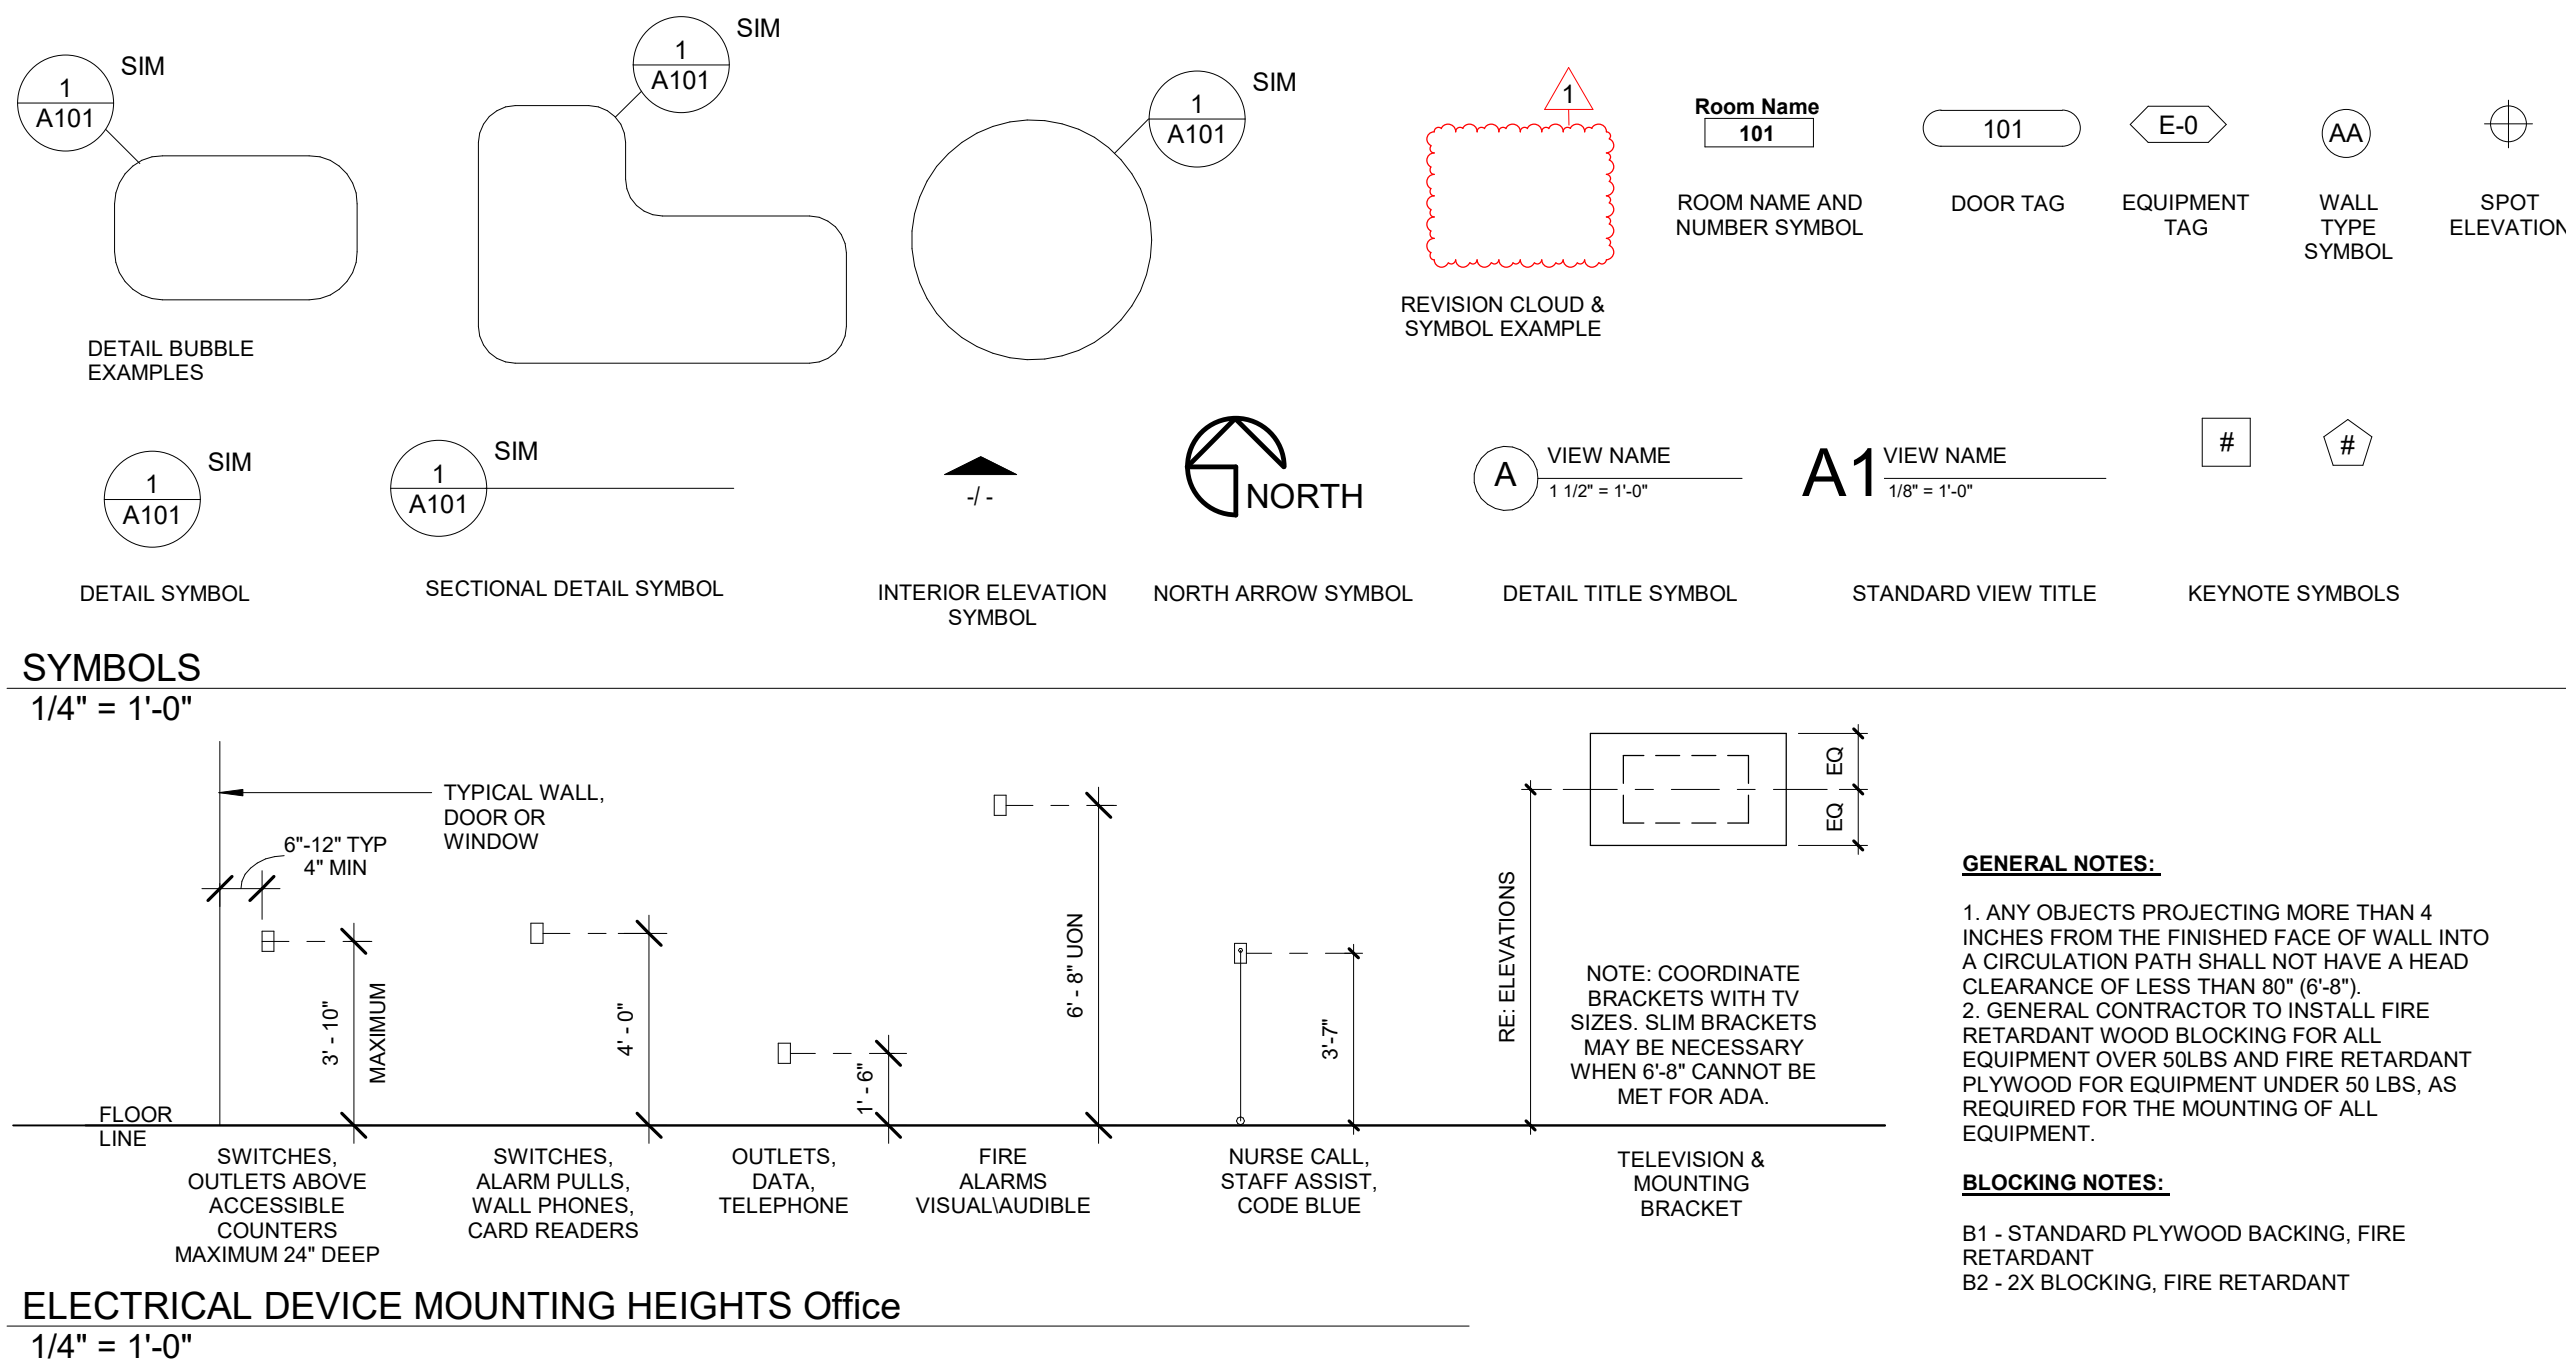 1
A101
SIM
1
A101
SIM
1
A101
SIM
1
Room Name
101
101
E-0
AA
ROOM NAME AND
NUMBER SYMBOL
DOOR TAG
EQUIPMENT
TAG
WALL
TYPE
SYMBOL
SPOT
ELEVATION
REVISION CLOUD &
SYMBOL EXAMPLE
DETAIL BUBBLE
EXAMPLES
1
A101
SIM
1
A101
SIM
-/ -
NORTH
A
VIEW NAME
1 1/2" = 1'-0"
A1
VIEW NAME
1/8" = 1'-0"
#
#
DETAIL SYMBOL
SECTIONAL DETAIL SYMBOL
INTERIOR ELEVATION
SYMBOL
NORTH ARROW SYMBOL
DETAIL TITLE SYMBOL
STANDARD VIEW TITLE
KEYNOTE SYMBOLS
SYMBOLS
1/4" = 1'-0"
TYPICAL WALL,
DOOR OR
WINDOW
6"-12" TYP
4" MIN
3' - 10"
MAXIMUM
4' - 0"
1' - 6"
6' - 8" UON
3'-7"
RE: ELEVATIONS
EQ
EQ
NOTE: COORDINATE
BRACKETS WITH TV
SIZES. SLIM BRACKETS
MAY BE NECESSARY
WHEN 6'-8" CANNOT BE
MET FOR ADA.
FLOOR
LINE
SWITCHES,
OUTLETS ABOVE
ACCESSIBLE
COUNTERS
MAXIMUM 24" DEEP
SWITCHES,
ALARM PULLS,
WALL PHONES,
CARD READERS
OUTLETS,
DATA,
TELEPHONE
FIRE
ALARMS
VISUAL\AUDIBLE
NURSE CALL,
STAFF ASSIST,
CODE BLUE
TELEVISION &
MOUNTING
BRACKET
GENERAL NOTES:
1. ANY OBJECTS PROJECTING MORE THAN 4
INCHES FROM THE FINISHED FACE OF WALL INTO
A CIRCULATION PATH SHALL NOT HAVE A HEAD
CLEARANCE OF LESS THAN 80" (6'-8").
2. GENERAL CONTRACTOR TO INSTALL FIRE
RETARDANT WOOD BLOCKING FOR ALL
EQUIPMENT OVER 50LBS AND FIRE RETARDANT
PLYWOOD FOR EQUIPMENT UNDER 50 LBS, AS
REQUIRED FOR THE MOUNTING OF ALL
EQUIPMENT.
BLOCKING NOTES:
B1 - STANDARD PLYWOOD BACKING, FIRE
RETARDANT
B2 - 2X BLOCKING, FIRE RETARDANT
ELECTRICAL DEVICE MOUNTING HEIGHTS Office
1/4" = 1'-0"